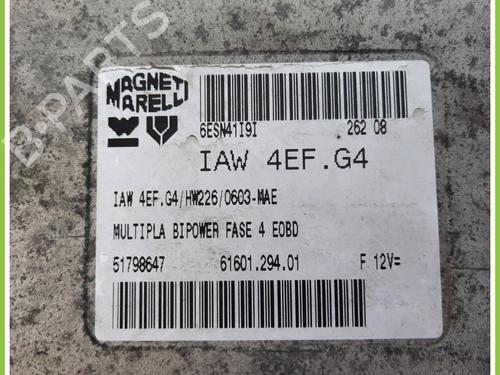 B-PARTS
MAGNETI
MARELLI
6ESN41I9I 262 08
IAW 4EF.G4
IAW 4EF.G4/HW226/0603-MAE
MULTIPLA BIPOWER FASE 4 EOBD
51798647 61601.294.01 F 12V=